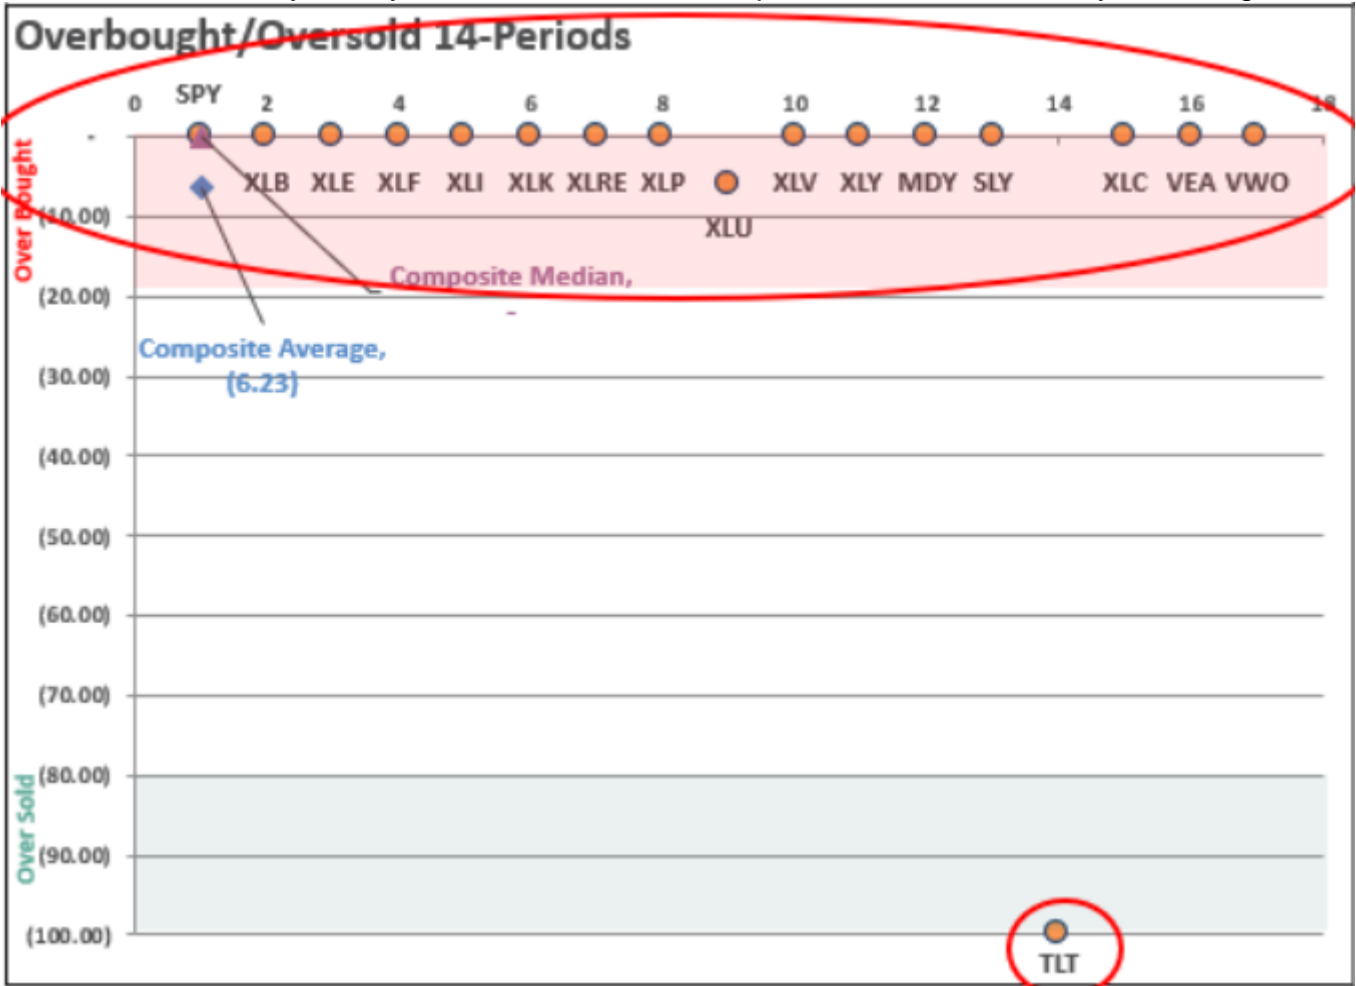 Overbought/Oversold 14-Periods
0 SPY 2 4 6 8 10 12 14 16 18
-
XLB XLE XLF XLI XLK XLRE XLP XLV XLY MDY SLY XLC VEA VWO
XLU
Over Bought
(10.00)
Composite Median,
-
(20.00)
Composite Average,
(6.23)
(30.00)
(40.00)
(50.00)
(60.00)
(70.00)
(80.00)
Over Sold
(90.00)
(100.00)
TLT